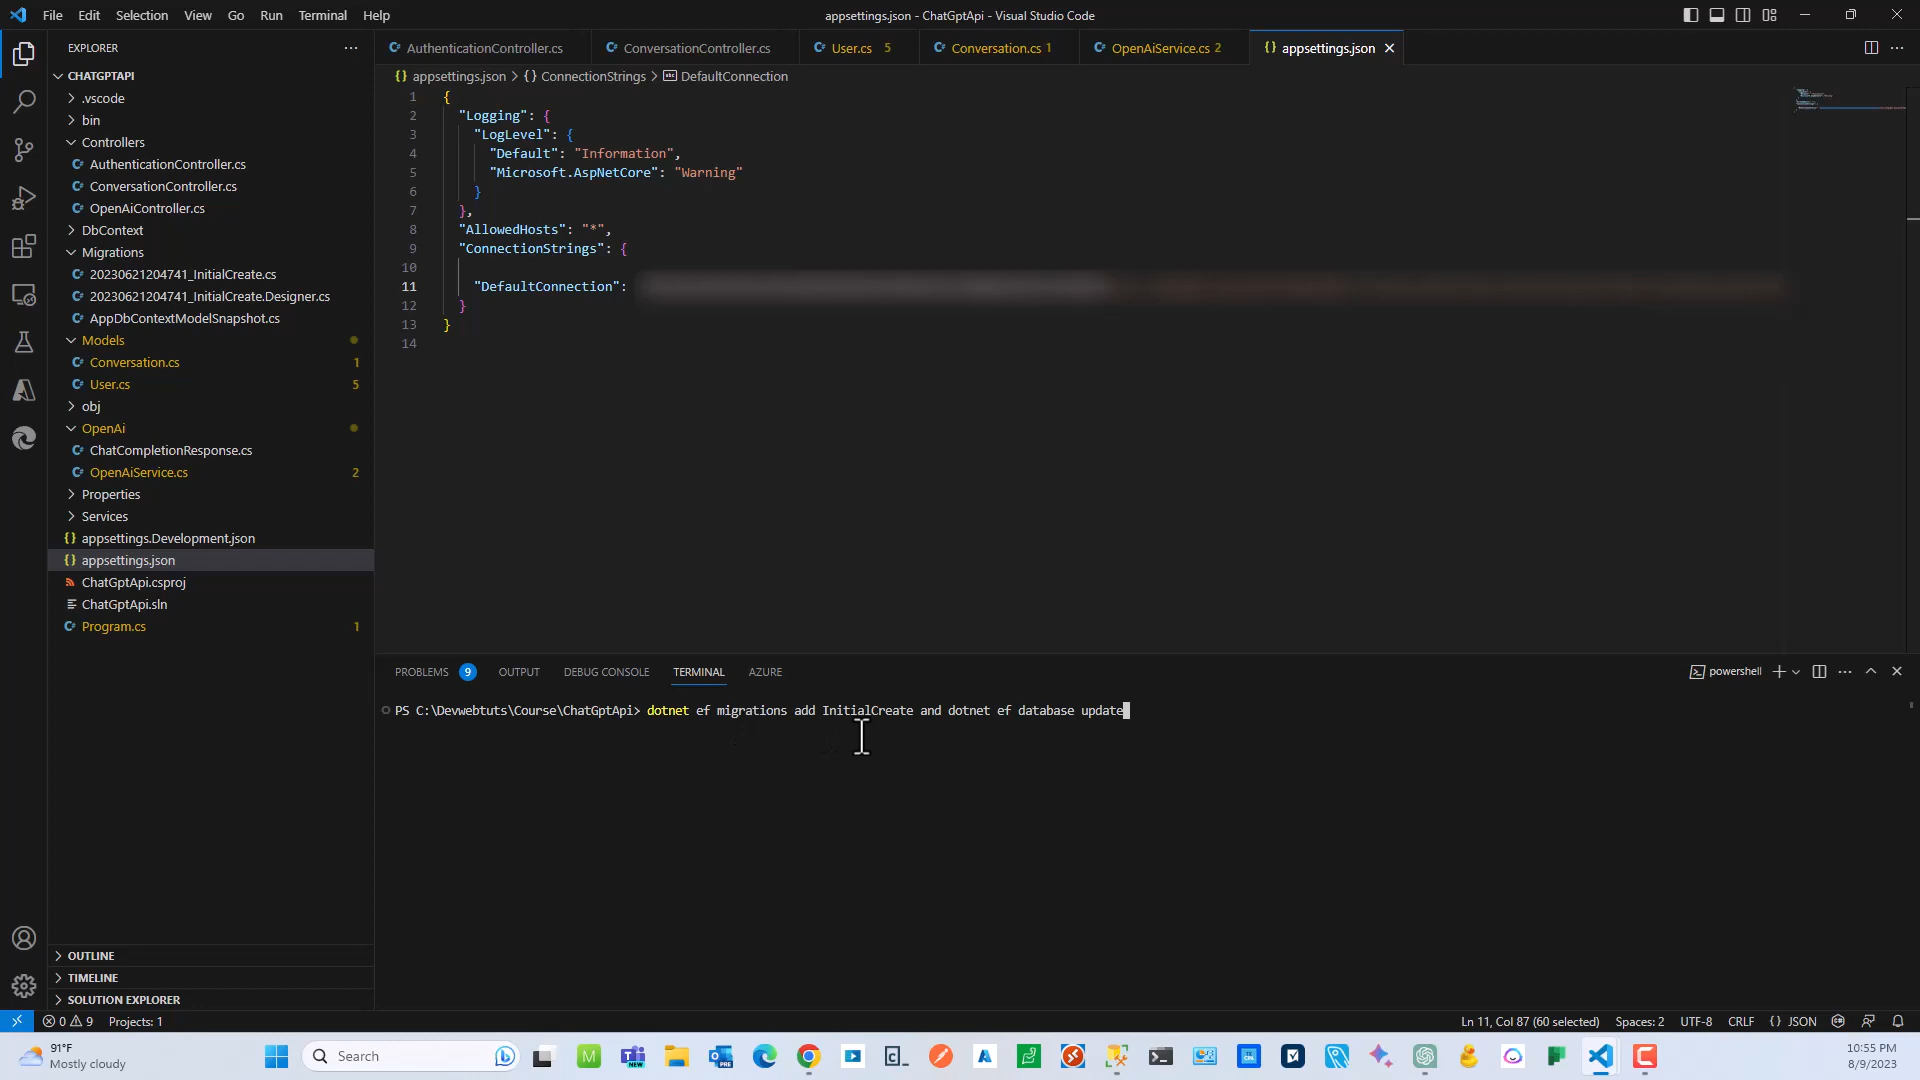 File Edit Selection View Go Run Terminal Help
appsettings.json - ChatGptApi - Visual Studio Code
EXPLORER
CHATGPTAPI
.vscode
bin
Controllers
AuthenticationController.cs
ConversationController.cs
OpenAiController.cs
DbContext
Migrations
20230621204741_InitialCreate.cs
20230621204741_InitialCreate.Designer.cs
AppDbContextModelSnapshot.cs
Models
Conversation.cs 1
User.cs 5
obj
OpenAi
ChatCompletionResponse.cs
OpenAiService.cs 2
Properties
Services
appsettings.Development.json
appsettings.json
ChatGptApi.csproj
ChatGptApi.sln
Program.cs 1
OUTLINE
TIMELINE
SOLUTION EXPLORER
AuthenticationController.cs ConversationController.cs User.cs 5 Conversation.cs 1 OpenAiService.cs 2 appsettings.json
appsettings.json > {} ConnectionStrings > DefaultConnection
1 {
2 "Logging": {
3 "LogLevel": {
4 "Default": "Information",
5 "Microsoft.AspNetCore": "Warning"
6 }
7 },
8 "AllowedHosts": "*",
9 "ConnectionStrings": {
10
11 "DefaultConnection":
12 }
13 }
14
PROBLEMS 9 OUTPUT DEBUG CONSOLE TERMINAL AZURE
powershell
PS C:\Devwebtuts\Course\ChatGptApi> dotnet ef migrations add InitialCreate and dotnet ef database update
0 9 Projects: 1
Ln 11, Col 87 (60 selected) Spaces: 2 UTF-8 CRLF {} JSON
91°F
Mostly cloudy
Search
10:55 PM
8/9/2023